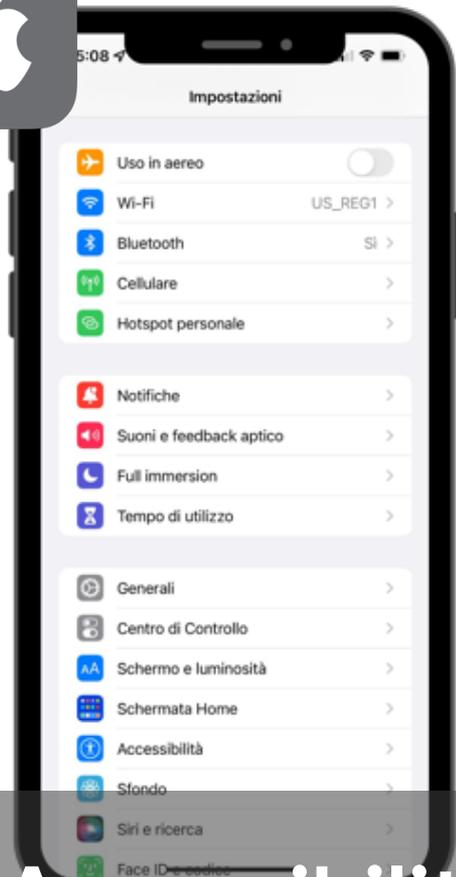 5:08
Impostazioni
Uso in aereo
Wi-Fi US_REG1
Bluetooth Sì
Cellulare
Hotspot personale
Notifiche
Suoni e feedback aptico
Full immersion
Tempo di utilizzo
Generali
Centro di Controllo
AA Schermo e luminosità
Schermata Home
Accessibilità
Sfondo
Siri e ricerca
Face ID e codice